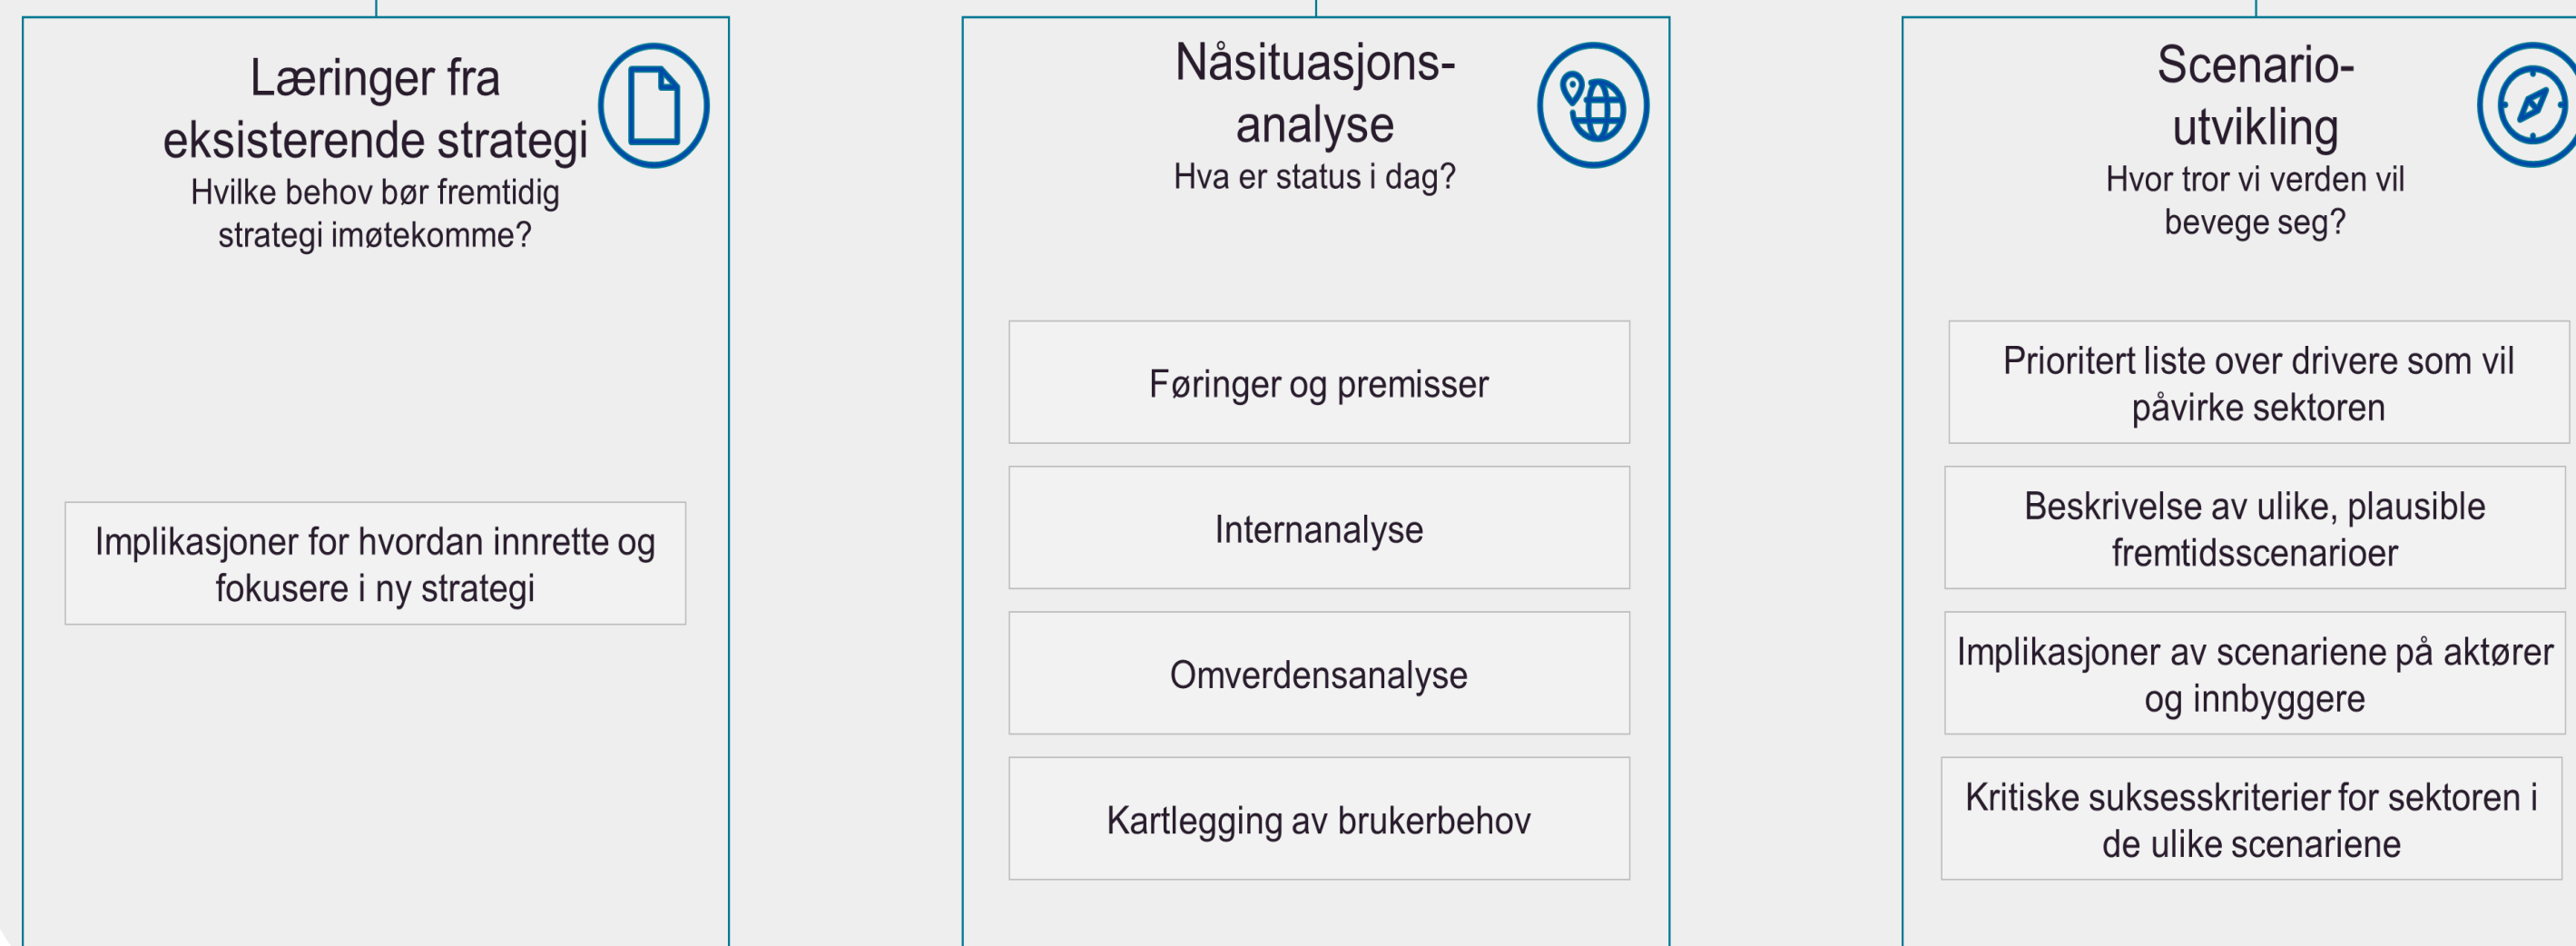 Læringer fra
eksisterende strategi
Hvilke behov bør fremtidig
strategi imøtekomme?
Implikasjoner for hvordan innrette og
fokusere i ny strategi
Nåsituasjons-
analyse
Hva er status i dag?
Føringer og premisser
Internanalyse
Omverdensanalyse
Kartlegging av brukerbehov
Scenario-
utvikling
Hvor tror vi verden vil
bevege seg?
Prioritert liste over drivere som vil
påvirke sektoren
Beskrivelse av ulike, plausible
fremtidsscenarioer
Implikasjoner av scenariene på aktører
og innbyggere
Kritiske suksesskriterier for sektoren i
de ulike scenariene